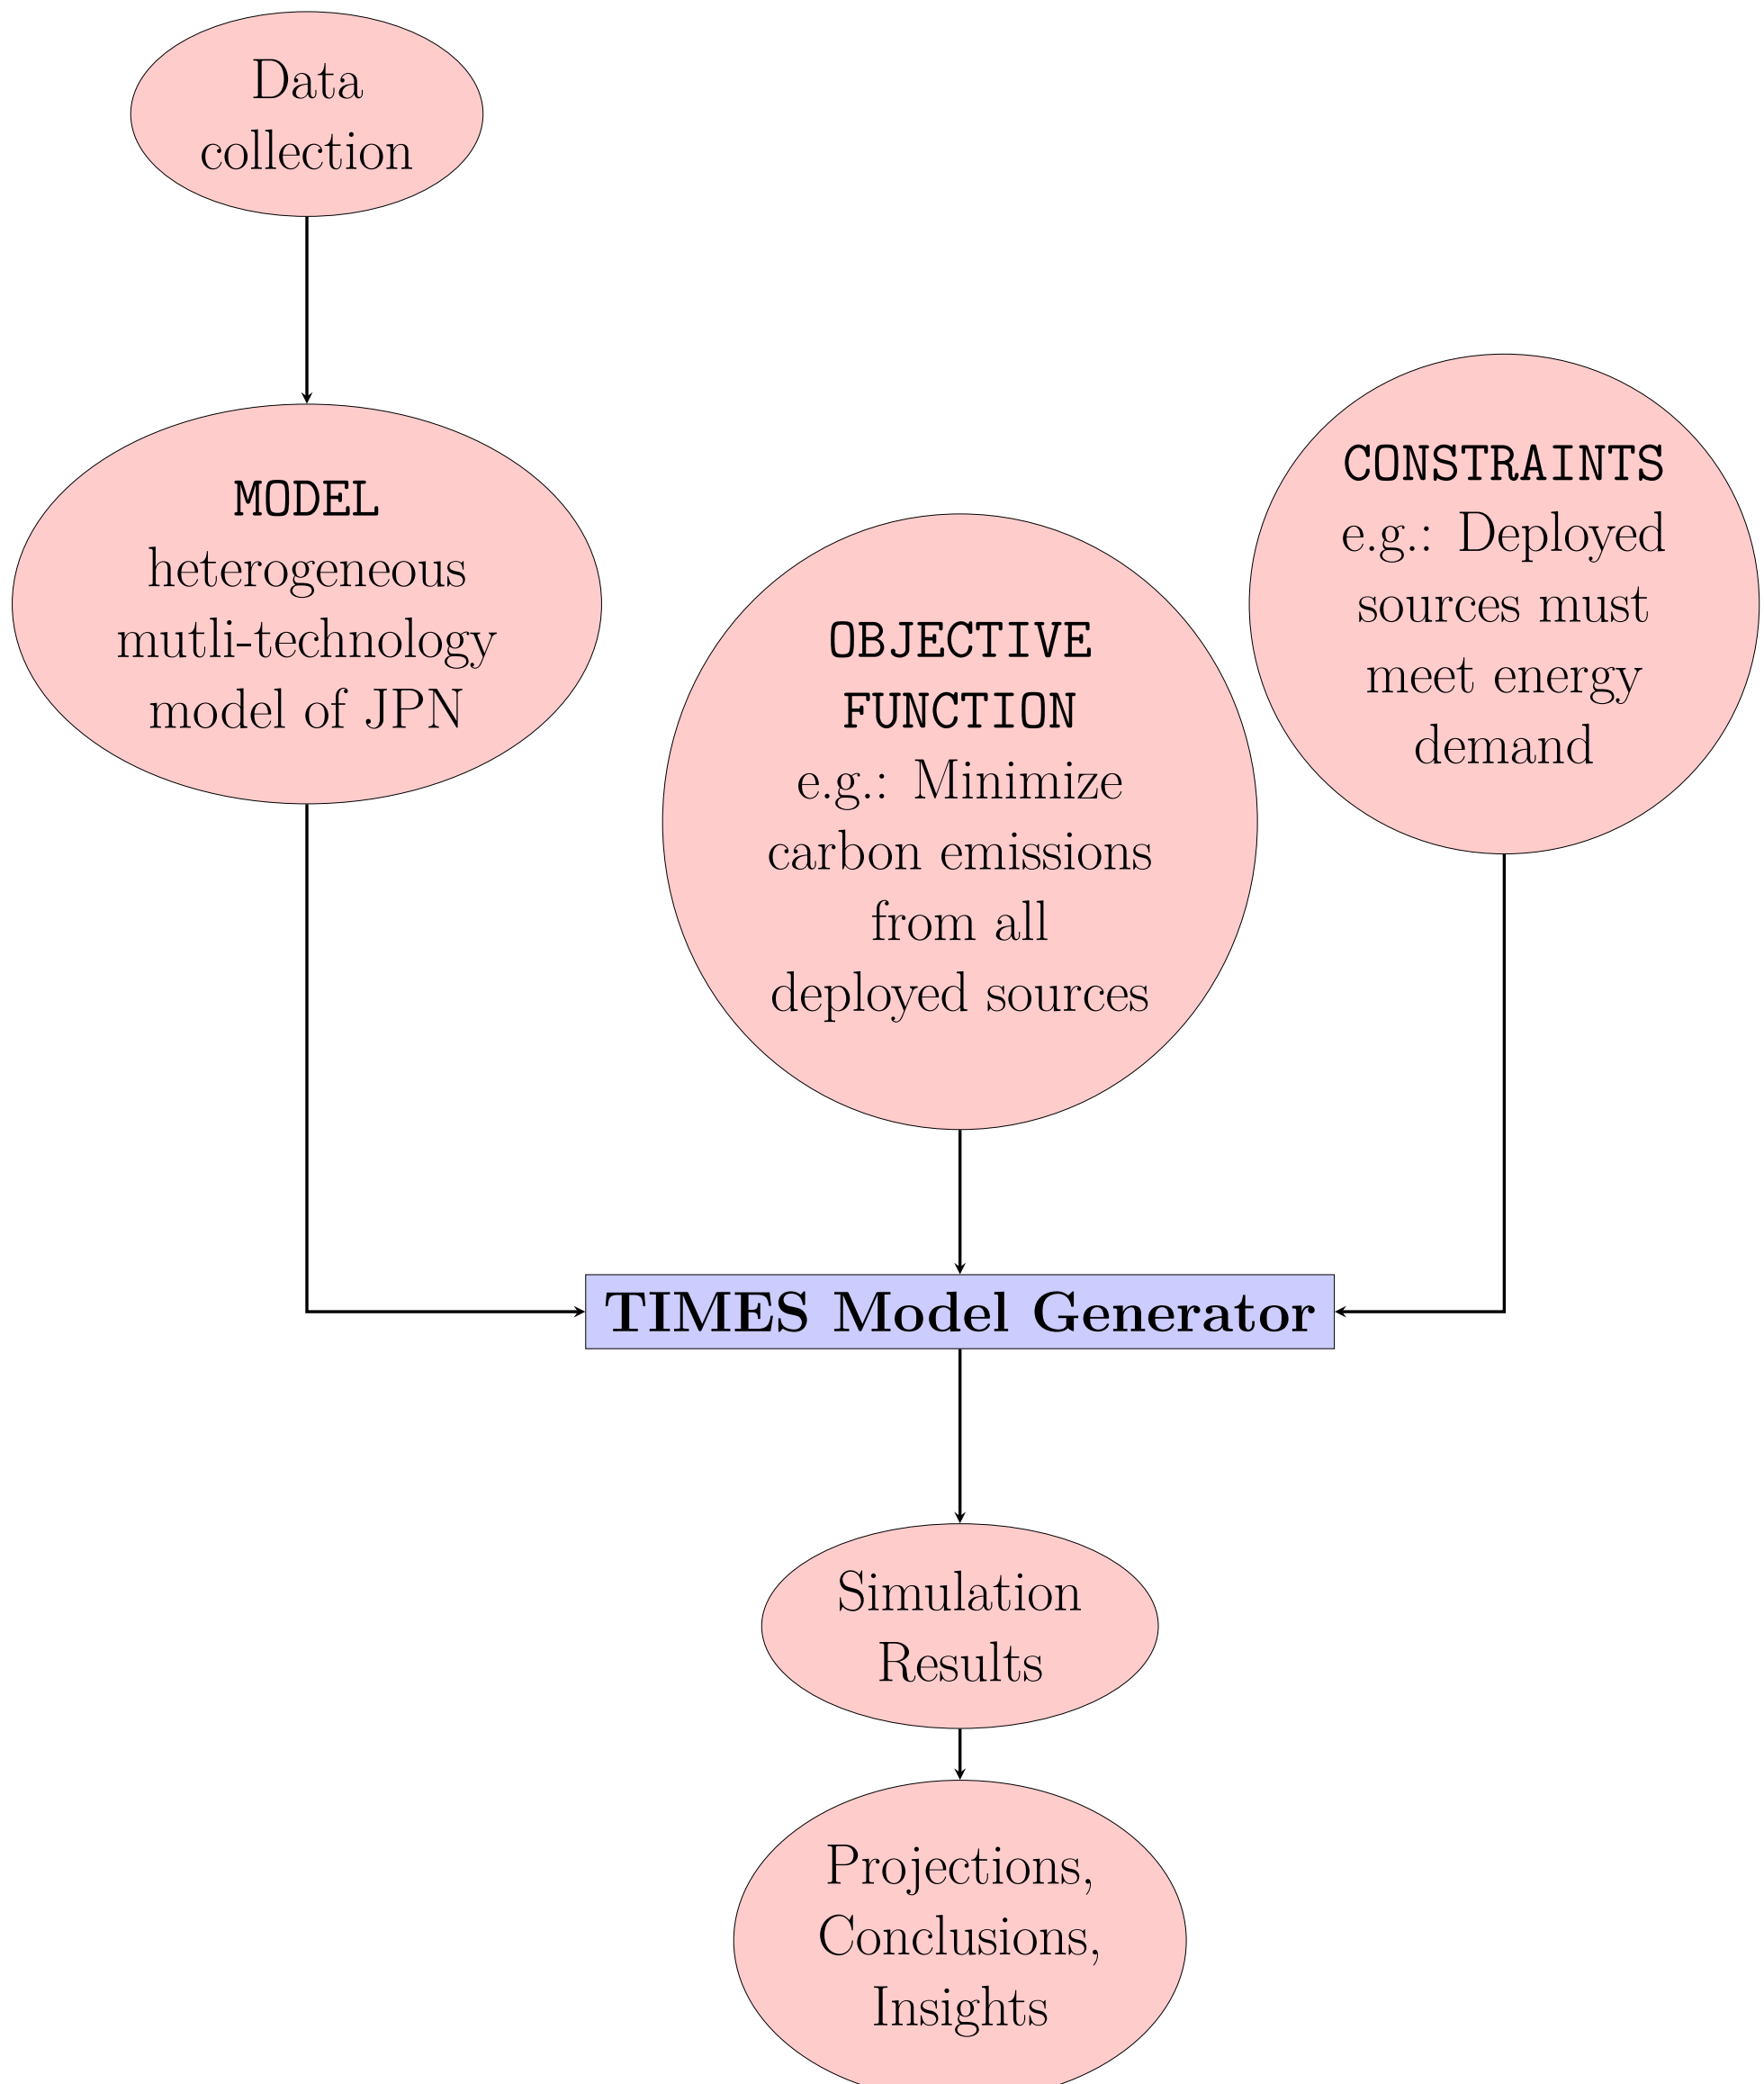 Data
collection
MODEL
heterogeneous
mutli-technology
model of JPN
OBJECTIVE
FUNCTION
e.g.: Minimize
carbon emissions
from all
deployed sources
CONSTRAINTS
e.g.: Deployed
sources must
meet energy
demand
TIMES Model Generator
Simulation
Results
Projections,
Conclusions,
Insights